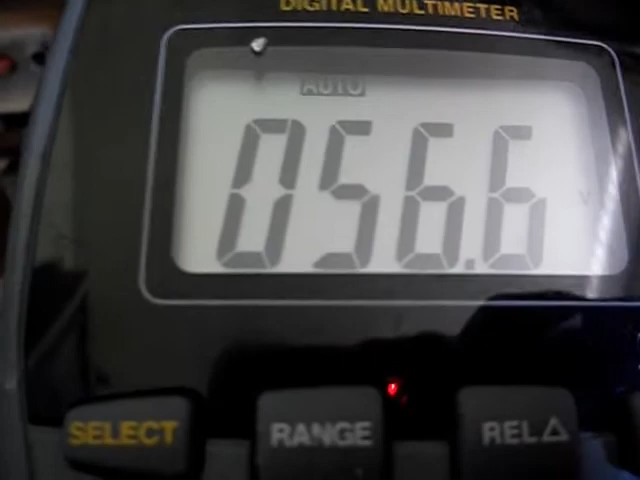 DIGITAL MULTIMETER
AUTO
056.6
V
SELECT RANGE REL△